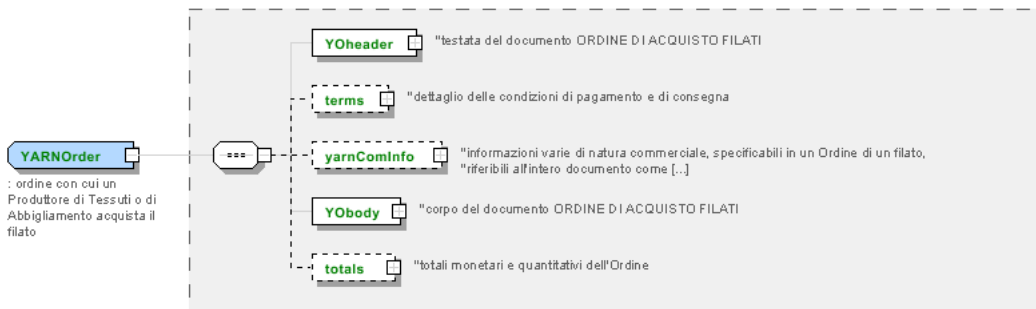 YOheader
"testata del documento ORDINE DI ACQUISTO FILATI
terms
"dettaglio delle condizioni di pagamento e di consegna
YARNOrder
: ordine con cui un
Produttore di Tessuti o di
Abbigliamento acquista il
filato
yarnComInfo
"informazioni varie di natura commerciale, specificabili in un Ordine di un filato,
"riferibili all'intero documento come [...]
YObody
"corpo del documento ORDINE DI ACQUISTO FILATI
totals
"totali monetari e quantitativi dell'Ordine